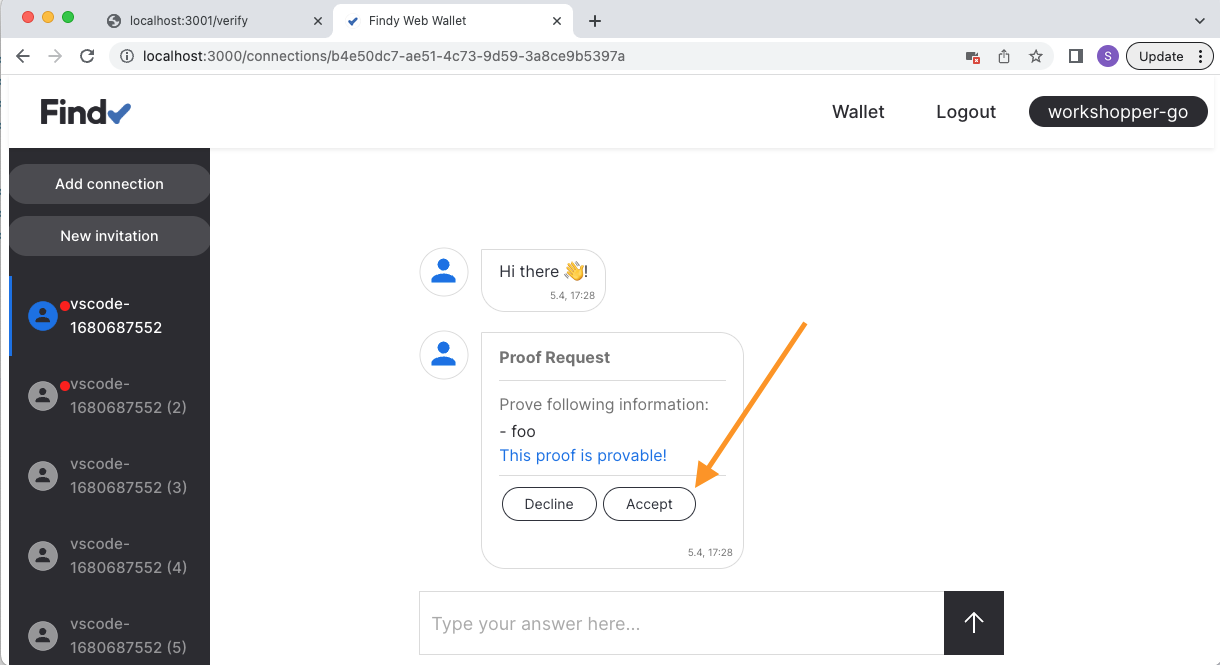 localhost:3001/verify
Findy Web Wallet
localhost:3000/connections/b4e50dc7-ae51-4c73-9d59-3a8ce9b5397a
S
Update
Find
Wallet
Logout
workshopper-go
Add connection
New invitation
vscode-
1680687552
vscode-
1680687552 (2)
vscode-
1680687552 (3)
vscode-
1680687552 (4)
vscode-
1680687552 (5)
Hi there 👋!
5.4, 17:28
Proof Request
Prove following information:
- foo
This proof is provable!
Decline
Accept
5.4, 17:28
Type your answer here...